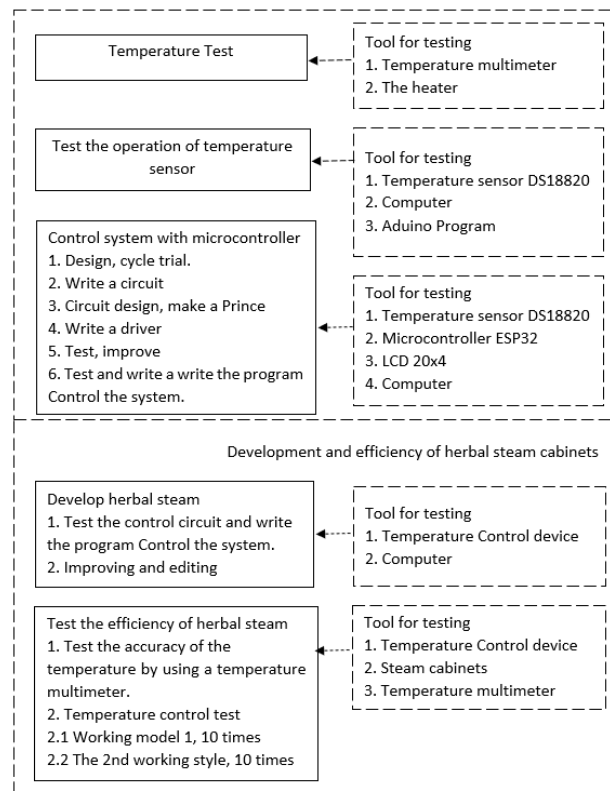 Temperature Test
Tool for testing
1. Temperature multimeter
2. The heater
Test the operation of temperature
sensor
Tool for testing
1. Temperature sensor DS18820
2. Computer
3. Aduino Program
Control system with microcontroller
1. Design, cycle trial.
2. Write a circuit
3. Circuit design, make a Prince
4. Write a driver
5. Test, improve
6. Test and write a write the program
Control the system.
Tool for testing
1. Temperature sensor DS18820
2. Microcontroller ESP32
3. LCD 20x4
4. Computer
Development and efficiency of herbal steam cabinets
Develop herbal steam
1. Test the control circuit and write
the program Control the system.
2. Improving and editing
Tool for testing
1. Temperature Control device
2. Computer
Test the efficiency of herbal steam
1. Test the accuracy of the
temperature by using a temperature
multimeter.
2. Temperature control test
2.1 Working model 1, 10 times
2.2 The 2nd working style, 10 times
Tool for testing
1. Temperature Control device
2. Steam cabinets
3. Temperature multimeter